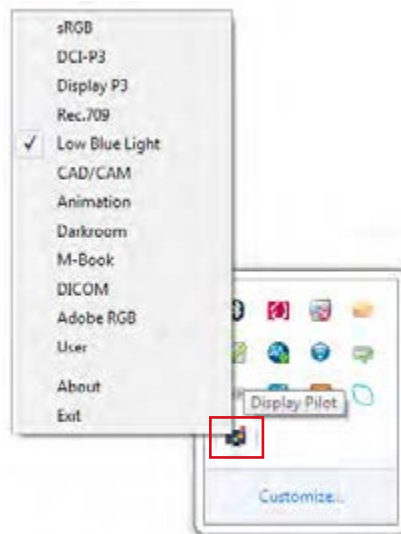 sRGB
DCI-P3
Display P3
Rec.709
✓ Low Blue Light
CAD/CAM
Animation
Darkroom
M-Book
DICOM
Adobe RGB
User
About
Exit
Display Pilot
Customize...